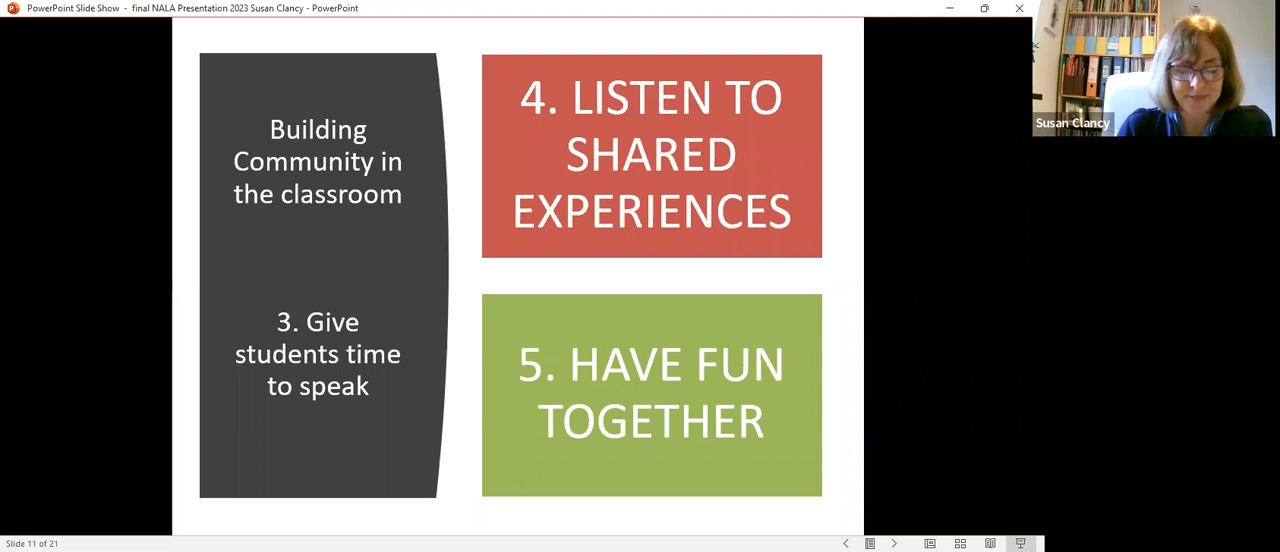 PowerPoint Slide Show - final NALA Presentation 2023 Susan Clancy - PowerPoint
Building
Community in
the classroom
3. Give
students time
to speak
4. LISTEN TO
SHARED
EXPERIENCES
5. HAVE FUN
TOGETHER
Susan Clancy
Slide 11 of 21